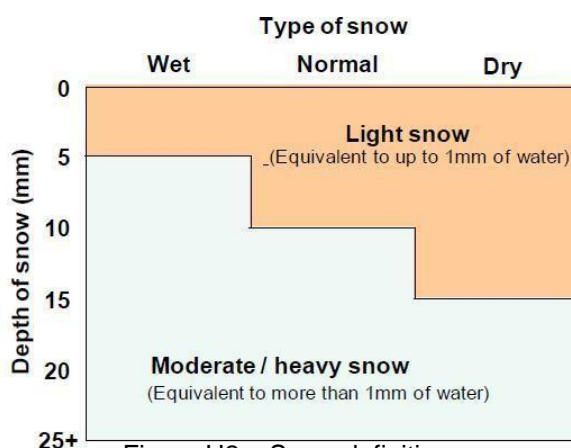 Type of snow
Wet Normal Dry
Depth of snow (mm)
0
5
10
15
20
25+
Light snow
(Equivalent to up to 1mm of water)
Moderate / heavy snow
(Equivalent to more than 1mm of water)